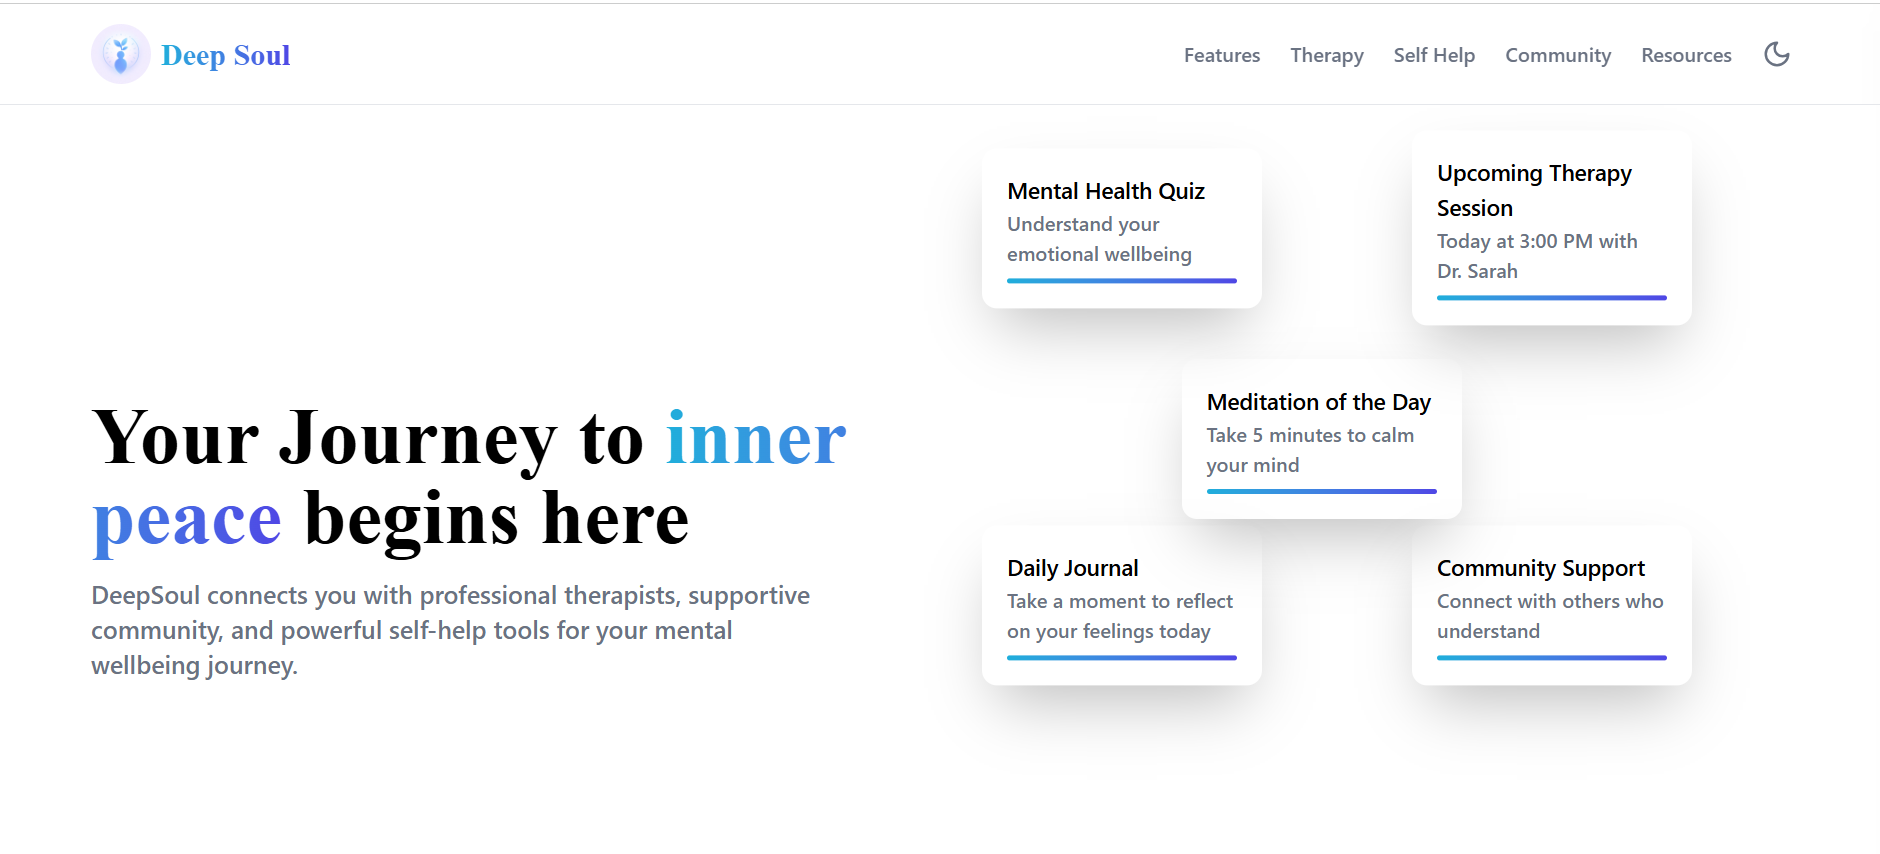 Deep Soul
Features
Therapy
Self Help
Community
Resources
Your Journey to inner
peace begins here
DeepSoul connects you with professional therapists, supportive
community, and powerful self-help tools for your mental
wellbeing journey.
Mental Health Quiz
Understand your
emotional wellbeing
Upcoming Therapy
Session
Today at 3:00 PM with
Dr. Sarah
Meditation of the Day
Take 5 minutes to calm
your mind
Daily Journal
Take a moment to reflect
on your feelings today
Community Support
Connect with others who
understand